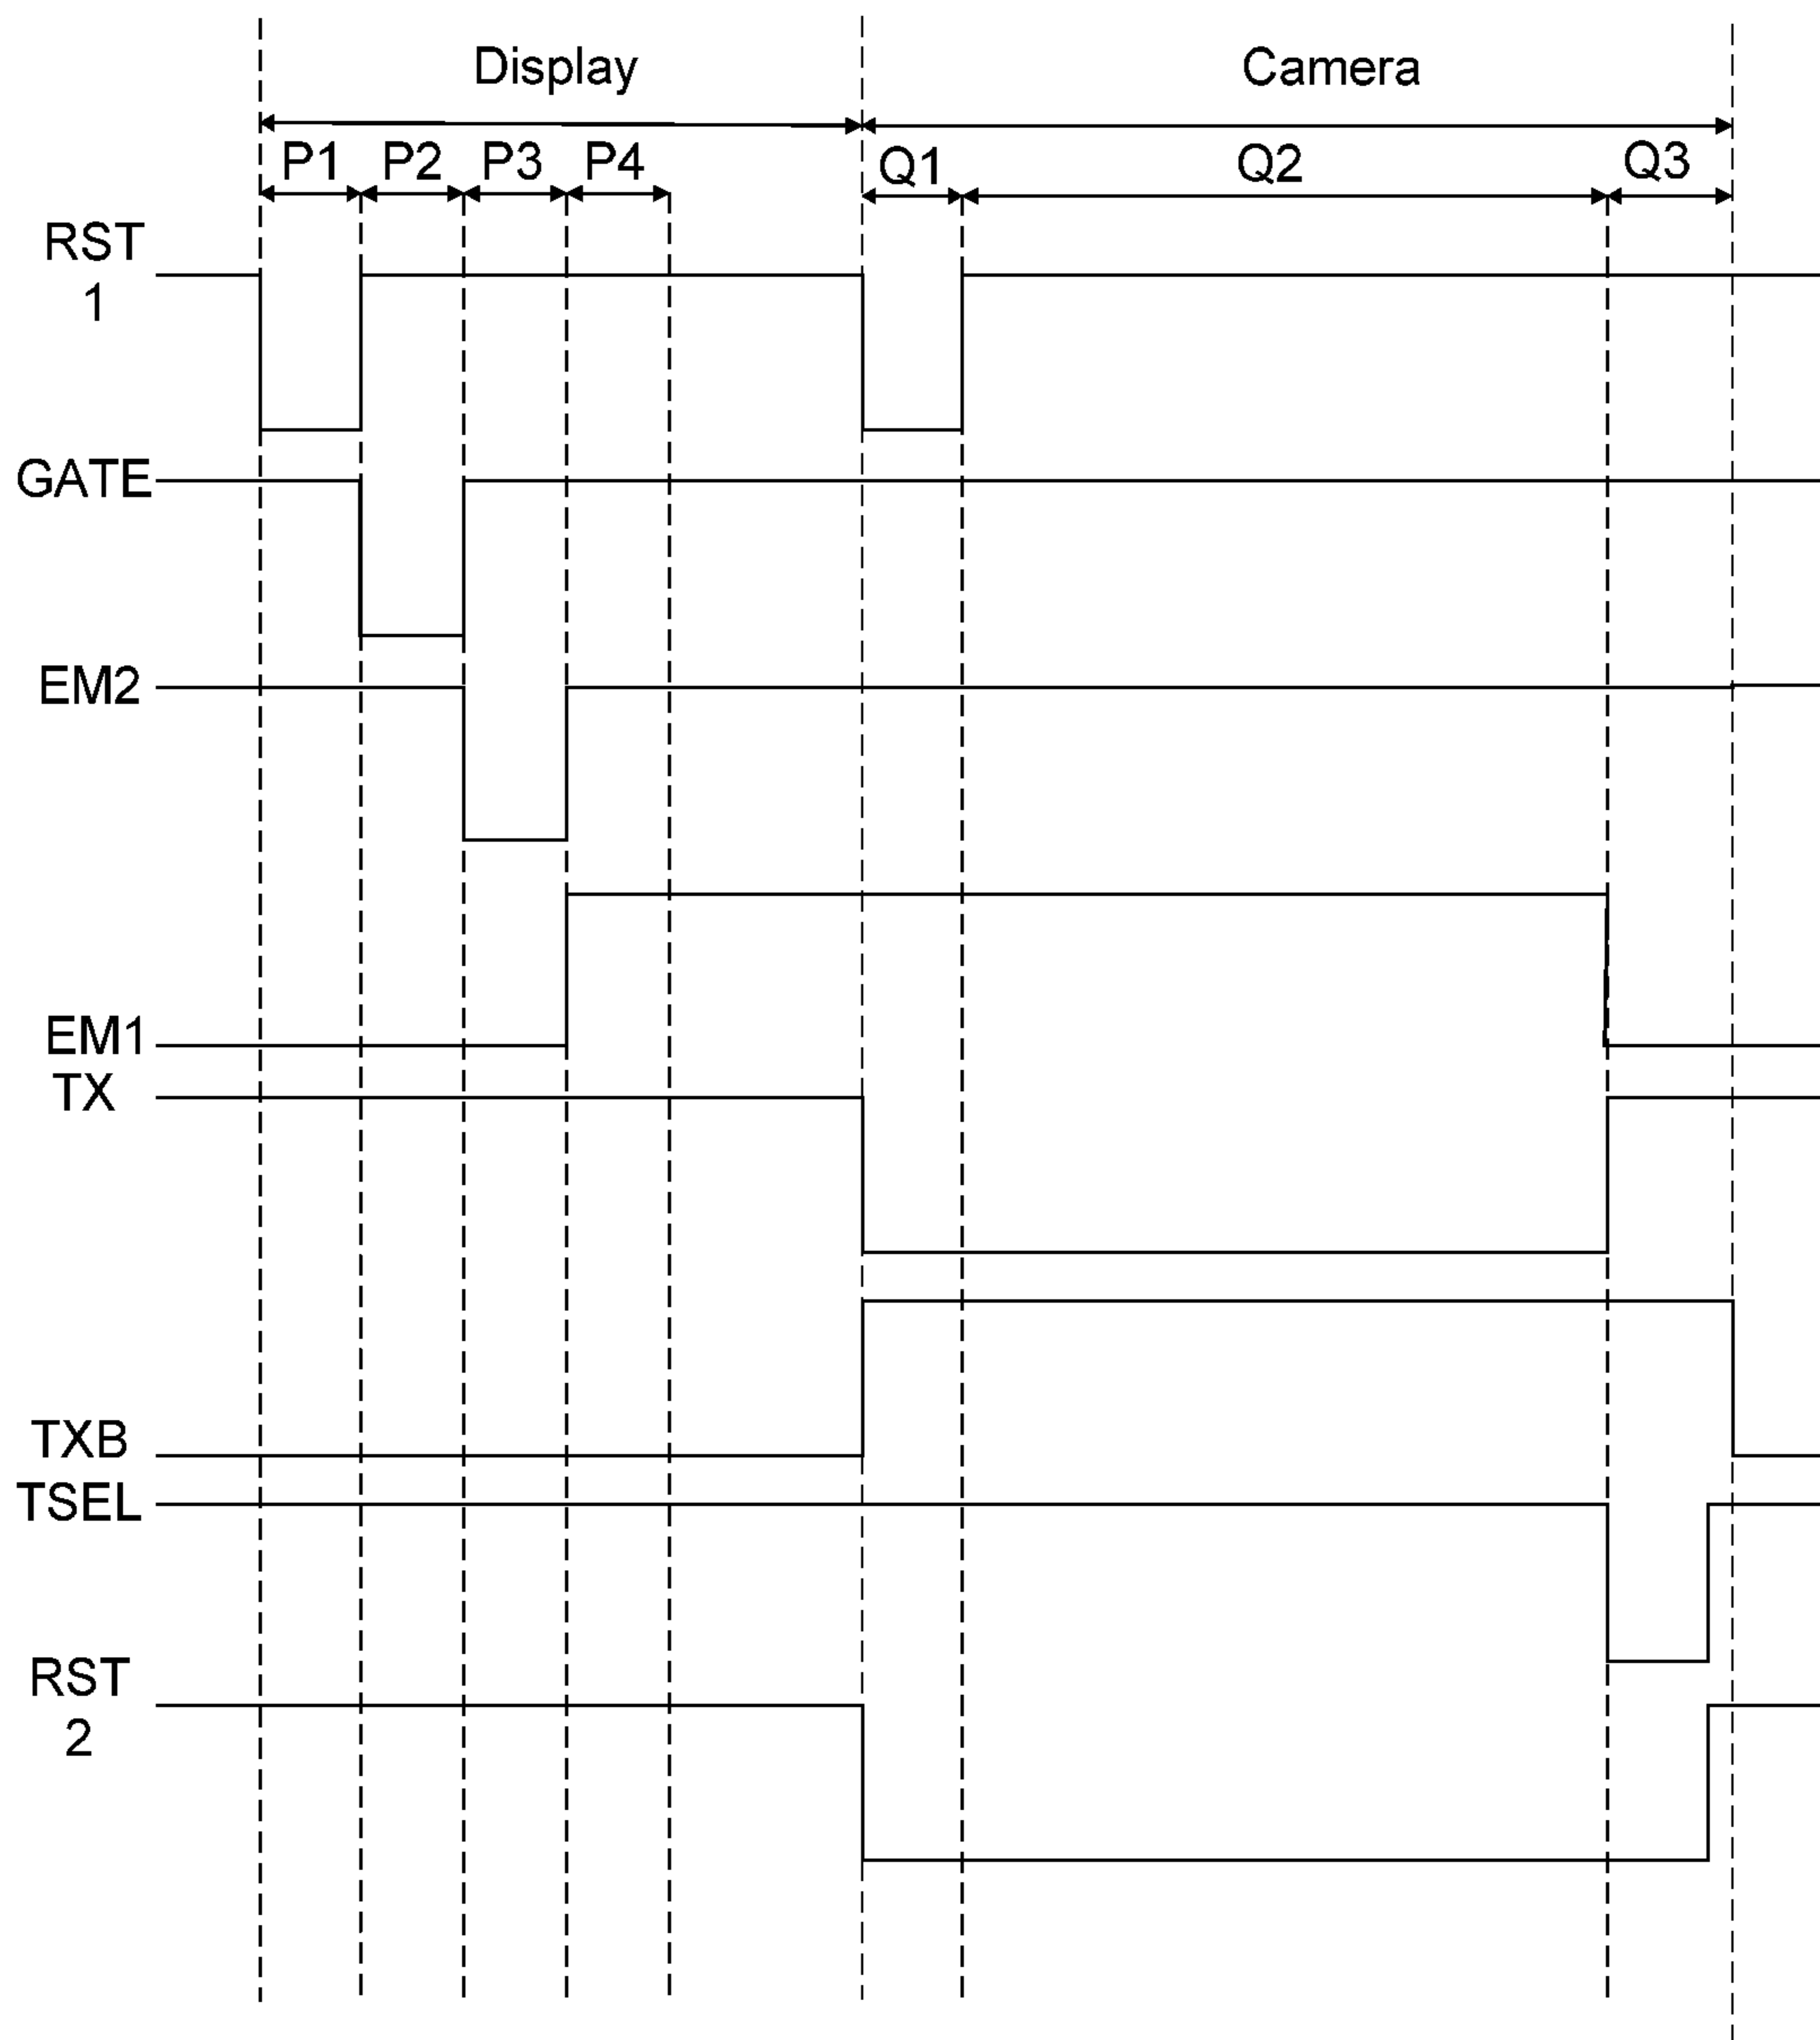 Display
Camera
P1
P2
P3
P4
Q1
Q2
Q3
RST
1
GATE
EM2
EM1
TX
TXB
TSEL
RST
2